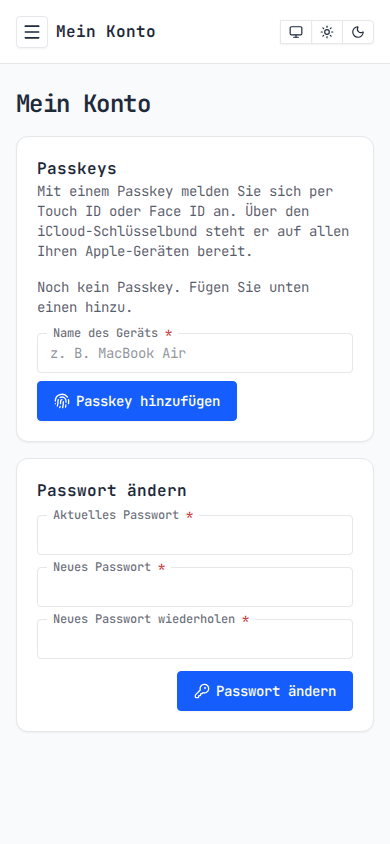 Mein Konto
Mein Konto
Passkeys
Mit einem Passkey melden Sie sich per
Touch ID oder Face ID an. Über den
iCloud-Schlüsselbund steht er auf allen
Ihren Apple-Geräten bereit.
Noch kein Passkey. Fügen Sie unten
einen hinzu.
Name des Geräts *
z. B. MacBook Air
Passkey hinzufügen
Passwort ändern
Aktuelles Passwort *
Neues Passwort *
Neues Passwort wiederholen *
Passwort ändern